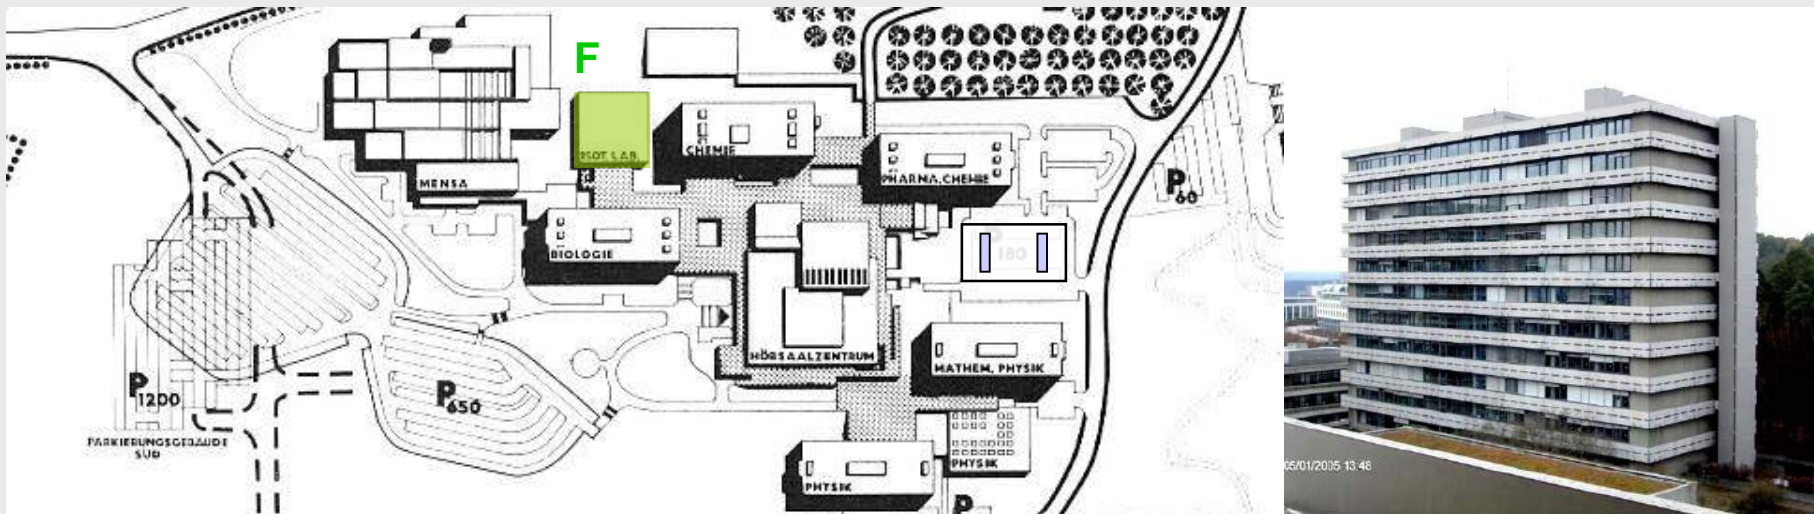 F
ISOT LAB.
CHEMIE
MENSA
PHARMA.CHEMIE
P
60
BIOLOGIE
180
HÖRSAALZENTRUM
MATHEM. PHYSIK
P
1200
P
650
PARKIERUNGSGEBÄUDE
SÜD
PHYSIK
PHYSIK
P
05/01/2005 13:48